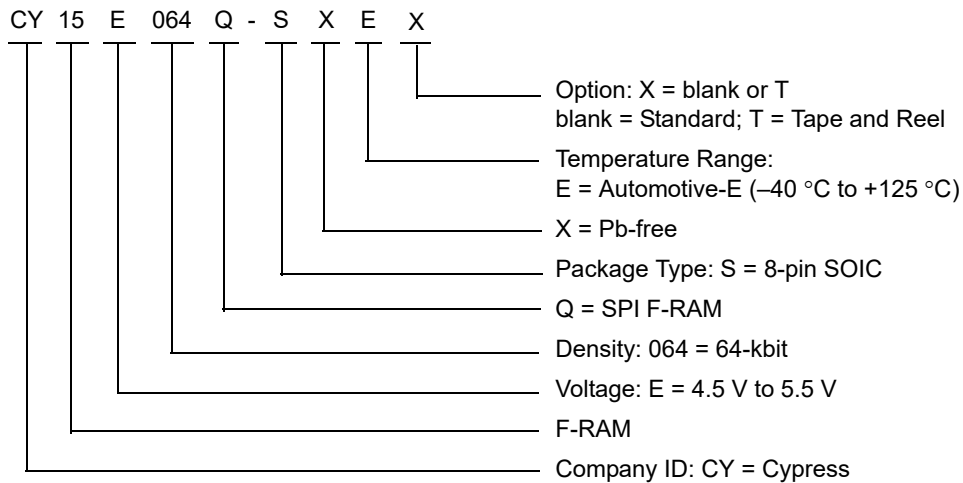 CY 15 E 064 Q - S X E X
Option: X = blank or T
blank = Standard; T = Tape and Reel
Temperature Range:
E = Automotive-E (–40 °C to +125 °C)
X = Pb-free
Package Type: S = 8-pin SOIC
Q = SPI F-RAM
Density: 064 = 64-kbit
Voltage: E = 4.5 V to 5.5 V
F-RAM
Company ID: CY = Cypress